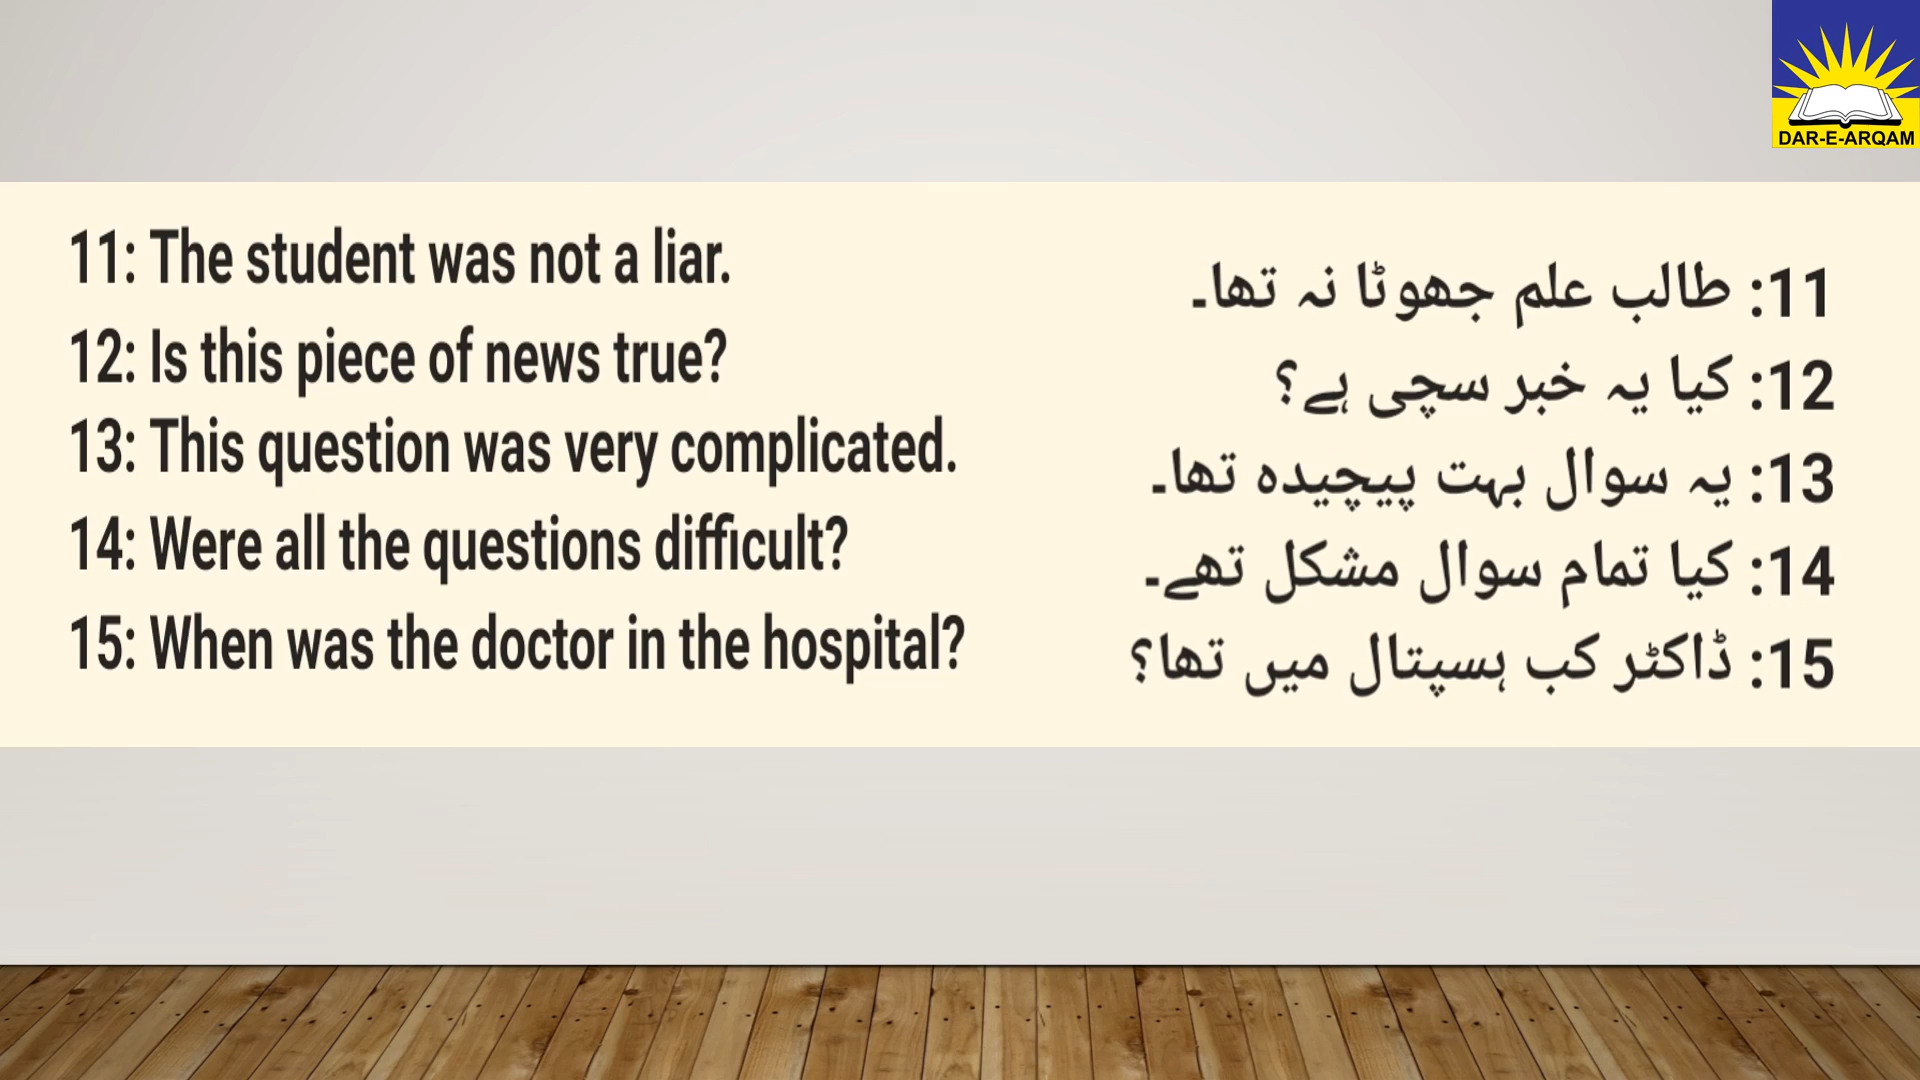 DAR-E-ARQAM
11: The student was not a liar.
12: Is this piece of news true?
13: This question was very complicated.
14: Were all the questions difficult?
15: When was the doctor in the hospital?
11: طالب علم جھوٹا نہ تھا۔
12: کیا یہ خبر سچی ہے؟
13: یہ سوال بہت پیچیدہ تھا۔
14: کیا تمام سوال مشکل تھے۔
15: ڈاکٹر کب ہسپتال میں تھا؟